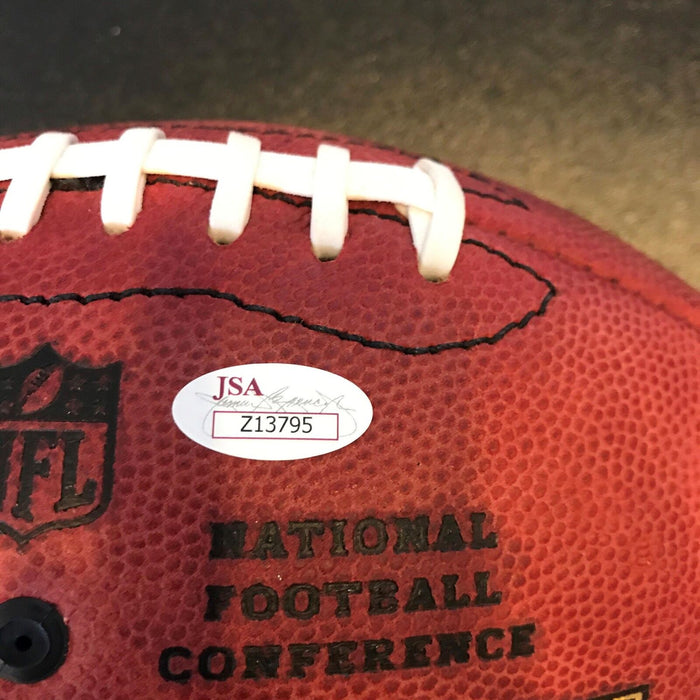 JSA
Z13795
NFL
NATIONAL
FOOTBALL
CONFERENCE